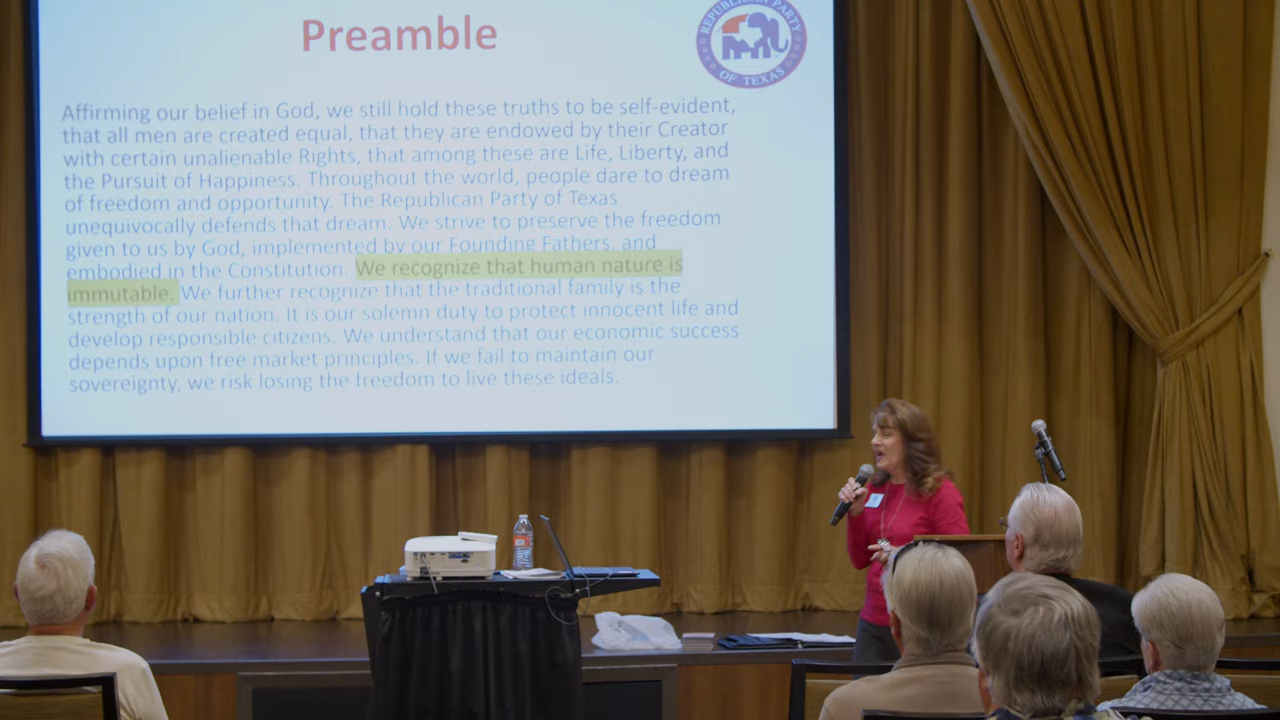 Preamble
REPUBLICAN PARTY
OF TEXAS
Affirming our belief in God, we still hold these truths to be self-evident,
that all men are created equal, that they are endowed by their Creator
with certain unalienable Rights, that among these are Life, Liberty, and
the Pursuit of Happiness. Throughout the world, people dare to dream
of freedom and opportunity. The Republican Party of Texas
unequivocally defends that dream. We strive to preserve the freedom
given to us by God, implemented by our Founding Fathers, and
embodied in the Constitution. We recognize that human nature is
immutable. We further recognize that the traditional family is the
strength of our nation. It is our solemn duty to protect innocent life and
develop responsible citizens. We understand that our economic success
depends upon free market principles. If we fail to maintain our
sovereignty, we risk losing the freedom to live these ideals.